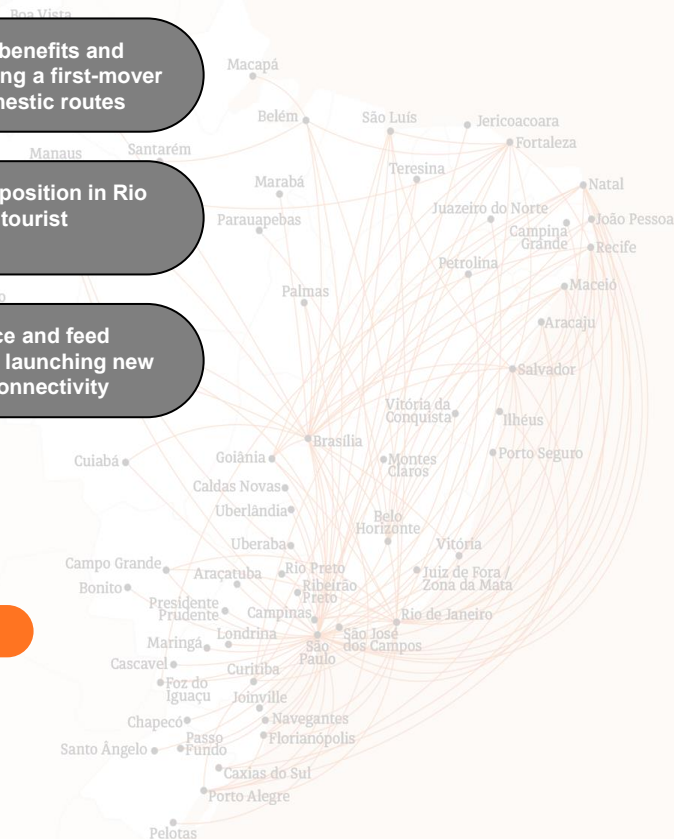 Boa Vista
benefits and
ing a first-mover
nestic routes
Macapá
Belém
São Luís
Jericoacoara
Fortaleza
Manaus
Santarém
Teresina
Marabá
Natal
position in Rio
tourist
Parauapebas
Juazeiro do Norte
João Pessoa
Campina
Grande
Recife
Petrolina
Palmas
Maceió
Aracaju
ce and feed
launching new
onnectivity
Salvador
Vitória da
Conquista
Ilhéus
Brasília
Cuiabá
Goiânia
Montes
Claros
Porto Seguro
Caldas Novas
Uberlândia
Belo
Horizonte
Uberaba
Vitória
Campo Grande
Araçatuba
Rio Preto
Juiz de Fora /
Zona da Mata
Bonito
Ribeirão
Preto
Presidente
Prudente
Campinas
Rio de Janeiro
Maringá
Londrina
São
Paulo
São José
dos Campos
Cascavel
Curitiba
Foz do
Iguaçu
Joinville
Chapecó
Navegantes
Santo Ângelo
Passo
Fundo
Florianópolis
Caxias do Sul
Porto Alegre
Pelotas